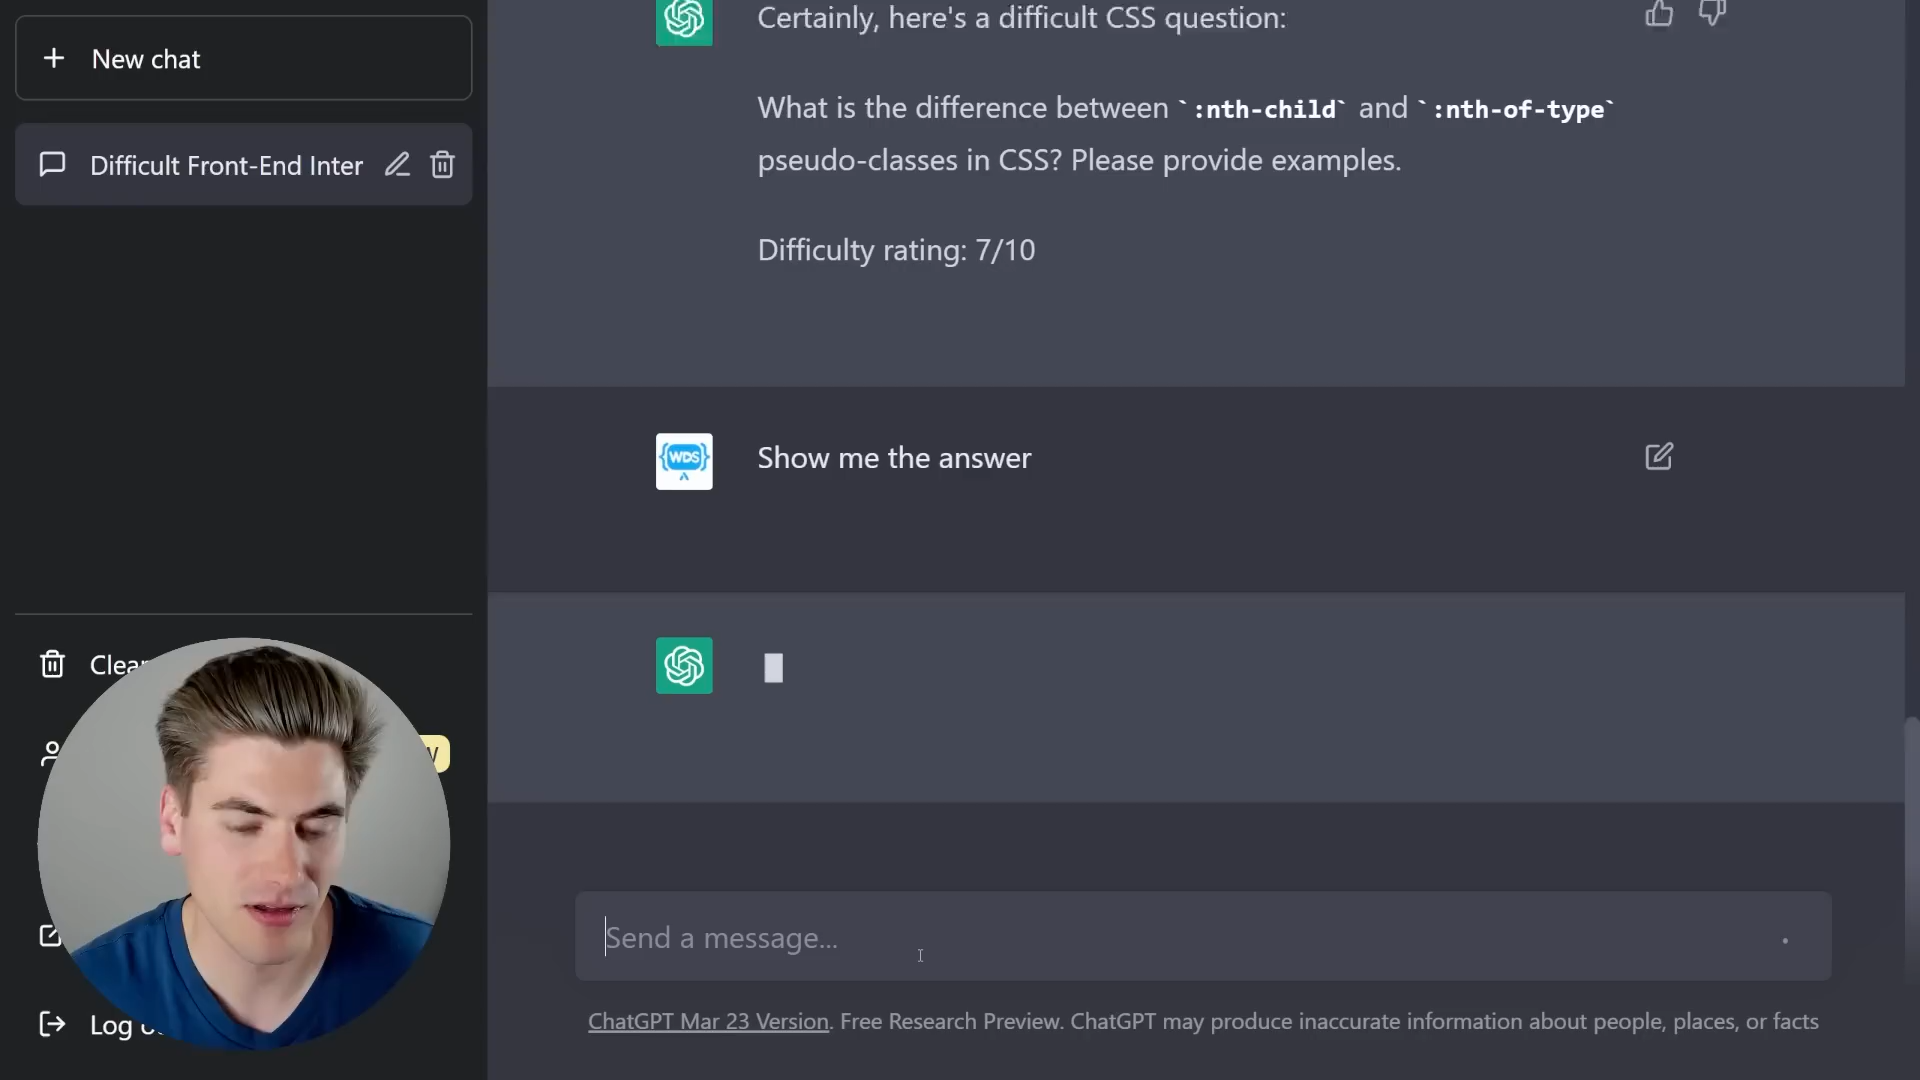 New chat
Difficult Front-End Inter
Certainly, here's a difficult CSS question:
What is the difference between `:nth-child` and `:nth-of-type`
pseudo-classes in CSS? Please provide examples.
Difficulty rating: 7/10
WDS
Show me the answer
Log
Send a message...
ChatGPT Mar 23 Version. Free Research Preview. ChatGPT may produce inaccurate information about people, places, or facts